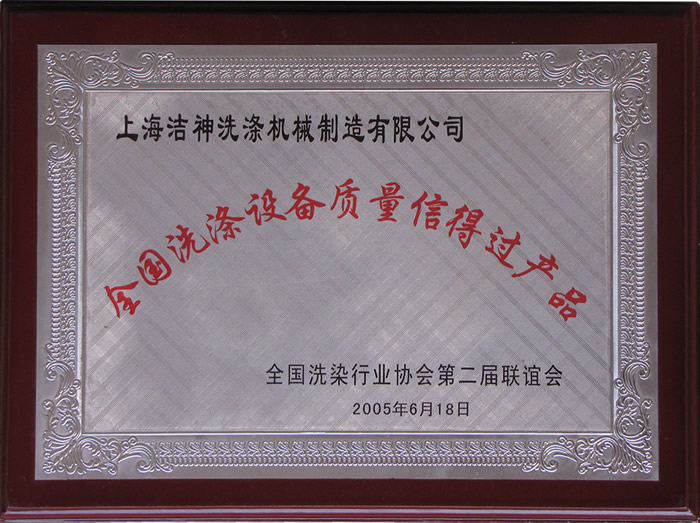 上海洁神洗涤机械制造有限公司
全国洗涤设备质量信得过产品
全国洗染行业协会第二届联谊会
2005年6月18日